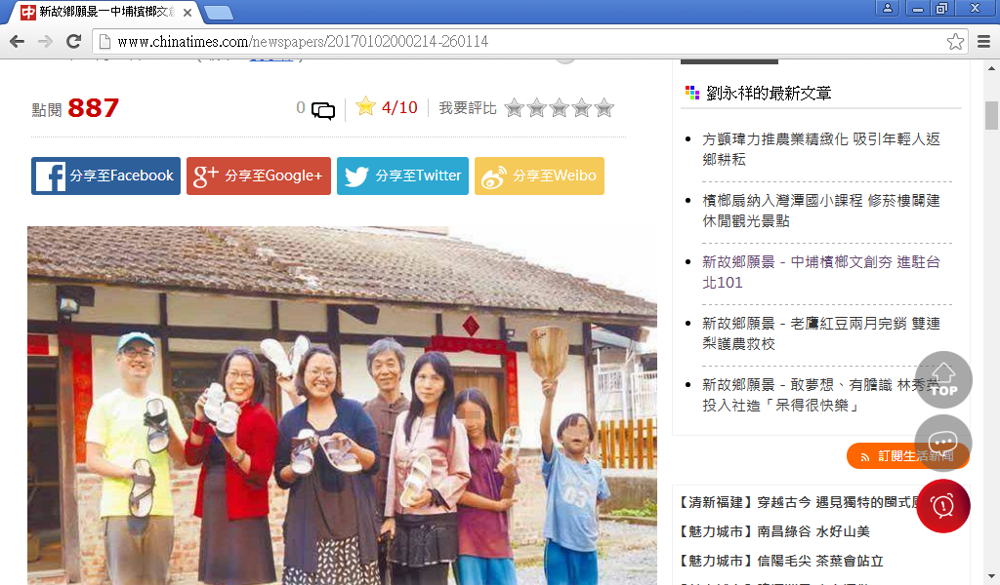 新故鄉願景－中埔檳榔文創
www.chinatimes.com/newspapers/20170102000214-260114
點閱 887
0
4/10
我要評比
分享至Facebook
分享至Google+
分享至Twitter
分享至Weibo
劉永祥的最新文章
方顗瑋力推農業精緻化 吸引年輕人返
鄉耕耘
檳榔扇納入灣潭國小課程 修菸樓闢建
休閒觀光景點
新故鄉願景－中埔檳榔文創夯 進駐台
北101
新故鄉願景－老鷹紅豆兩月完銷 雙連
梨護農救校
新故鄉願景－敢夢想、有膽識 林秀英
投入社造「呆得很快樂」
TOP
訂閱生活新聞
【清新福建】穿越古今 遇見獨特的閩式
【魅力城市】南昌綠谷 水好山美
【魅力城市】信陽毛尖 茶葉會站立